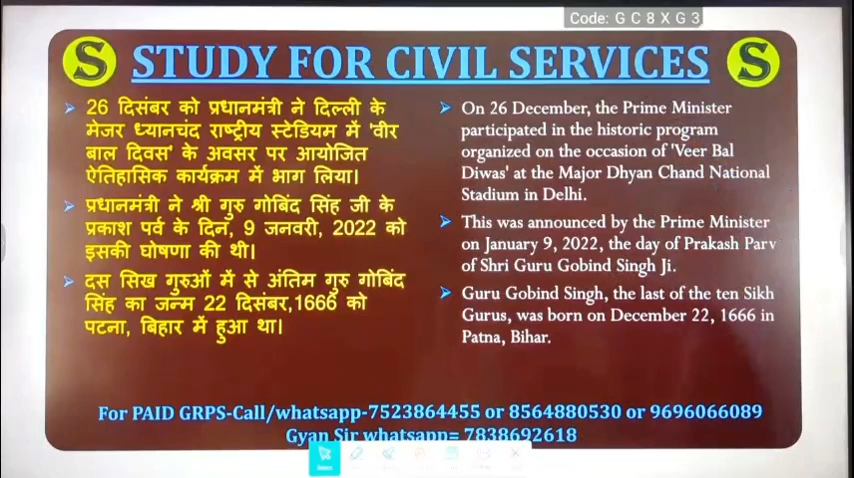 Code: G C 8 X G 3
S STUDY FOR CIVIL SERVICES S
➤ 26 दिसंबर को प्रधानमंत्री ने दिल्ली के
मेजर ध्यानचंद राष्ट्रीय स्टेडियम में 'वीर
बाल दिवस' के अवसर पर आयोजित
ऐतिहासिक कार्यक्रम में भाग लिया।
➤ प्रधानमंत्री ने श्री गुरु गोबिंद सिंह जी के
प्रकाश पर्व के दिन, 9 जनवरी, 2022 को
इसकी घोषणा की थी।
➤ दस सिख गुरुओं में से अंतिम गुरु गोबिंद
सिंह का जन्म 22 दिसंबर,1666 को
पटना, बिहार में हुआ था।
➤ On 26 December, the Prime Minister
participated in the historic program
organized on the occasion of 'Veer Bal
Diwas' at the Major Dhyan Chand National
Stadium in Delhi.
➤ This was announced by the Prime Minister
on January 9, 2022, the day of Prakash Parv
of Shri Guru Gobind Singh Ji.
➤ Guru Gobind Singh, the last of the ten Sikh
Gurus, was born on December 22, 1666 in
Patna, Bihar.
For PAID GRPS-Call/whatsapp-7523864455 or 8564880530 or 9696066089
Gyan Sir whatsapp= 7838692618